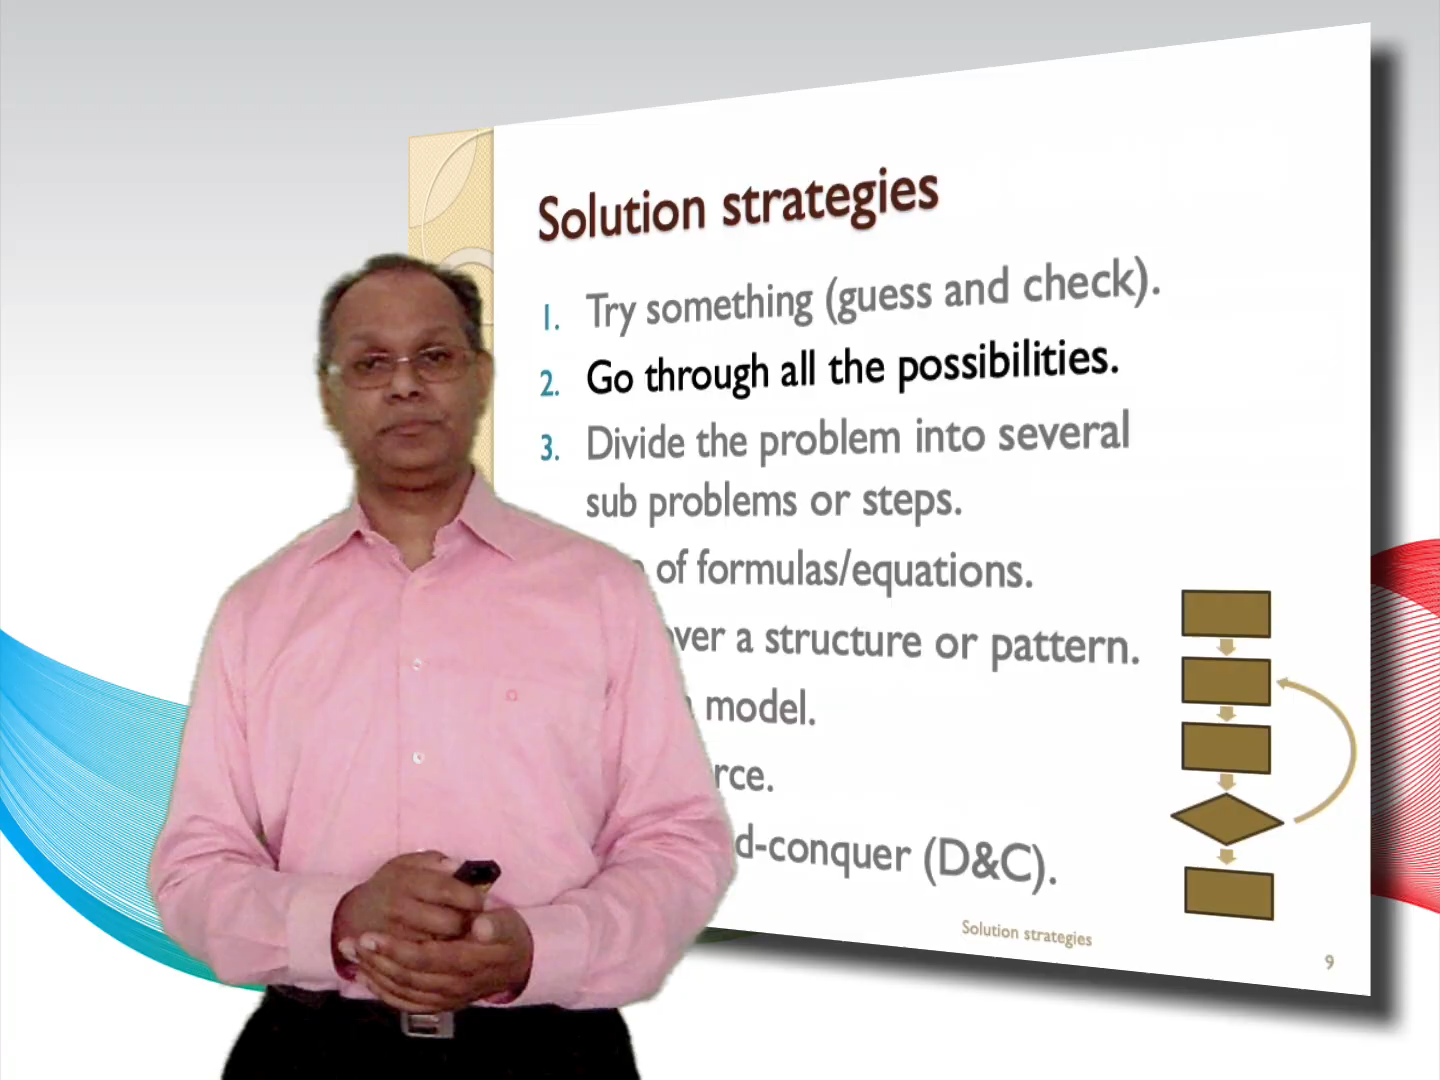 Solution strategies
1. Try something (guess and check).
2. Go through all the possibilities.
3. Divide the problem into several
sub problems or steps.
of formulas/equations.
a structure or pattern.
model.
d-conquer (D&C).
Solution strategies
9